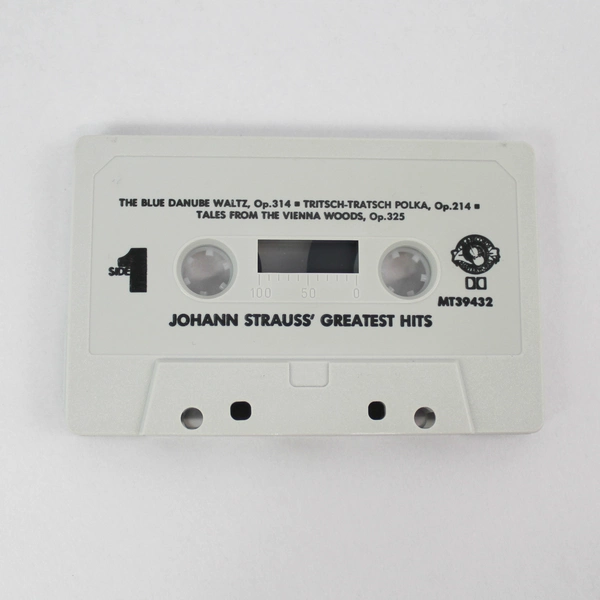 THE BLUE DANUBE WALTZ, Op.314 ▪ TRITSCH-TRATSCH POLKA, Op.214 ▪
TALES FROM THE VIENNA WOODS, Op.325
SIDE 1
100 50 0
MT39432
JOHANN STRAUSS' GREATEST HITS